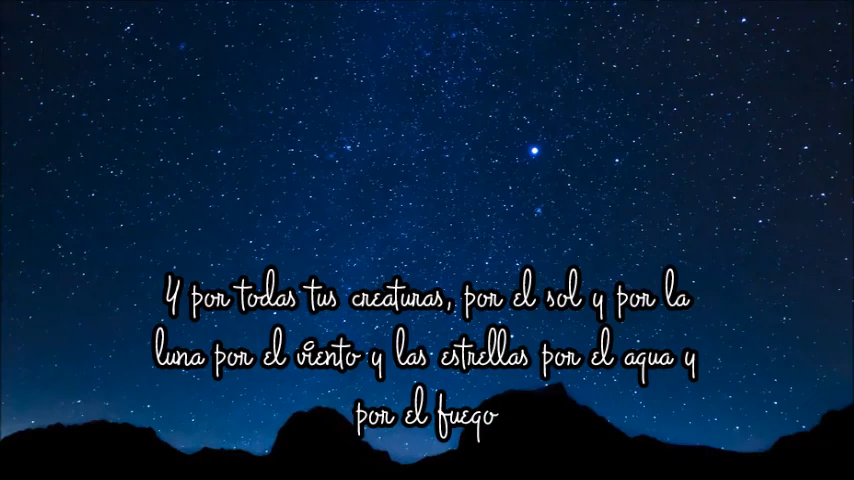 Y por todas tus creaturas, por el sol y por la
luna por el viento y las estrellas por el agua y
por el fuego